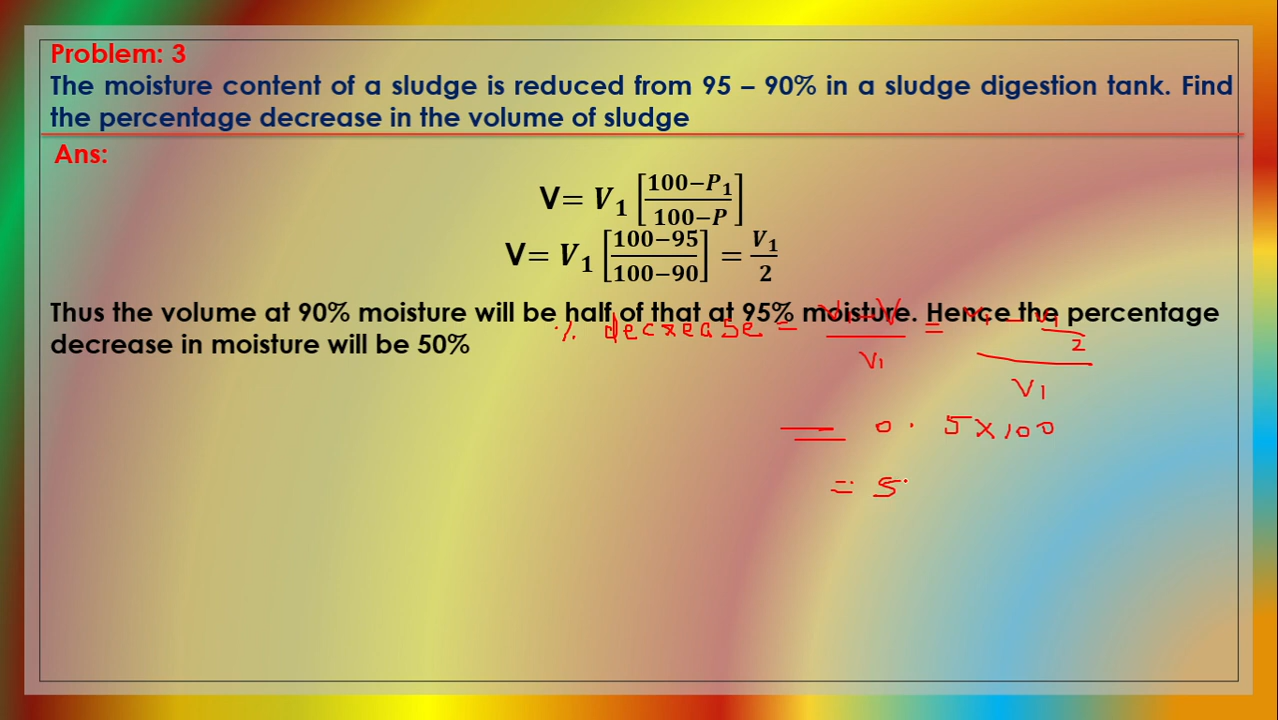 Problem: 3
The moisture content of a sludge is reduced from 95 – 90% in a sludge digestion tank. Find
the percentage decrease in the volume of sludge
Ans:
V= V₁ [(100−P₁)/(100−P)]
V= V₁ [(100−95)/(100−90)] = V₁/2
Thus the volume at 90% moisture will be half of that at 95% moisture. Hence the percentage
decrease in moisture will be 50%
% decrease = (V₁−V)/V₁ = (V₁ − V₁/2)/V₁
= 0.5×100
= 5